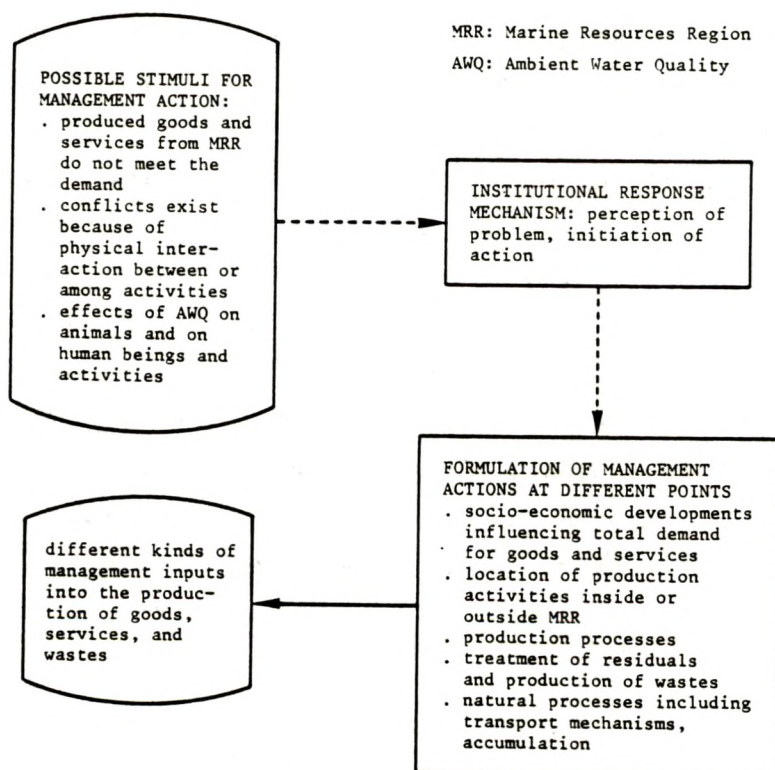 MRR: Marine Resources Region
AWQ: Ambient Water Quality
POSSIBLE STIMULI FOR
MANAGEMENT ACTION:
. produced goods and
services from MRR
do not meet the
demand
. conflicts exist
because of
physical inter-
action between or
among activities
. effects of AWQ on
animals and on
human beings and
activities
INSTITUTIONAL RESPONSE
MECHANISM: perception of
problem, initiation of
action
FORMULATION OF MANAGEMENT
ACTIONS AT DIFFERENT POINTS
. socio-economic developments
influencing total demand
for goods and services
. location of production
activities inside or
outside MRR
. production processes
. treatment of residuals
and production of wastes
. natural processes including
transport mechanisms,
accumulation
different kinds of
management inputs
into the produc-
tion of goods,
services, and
wastes